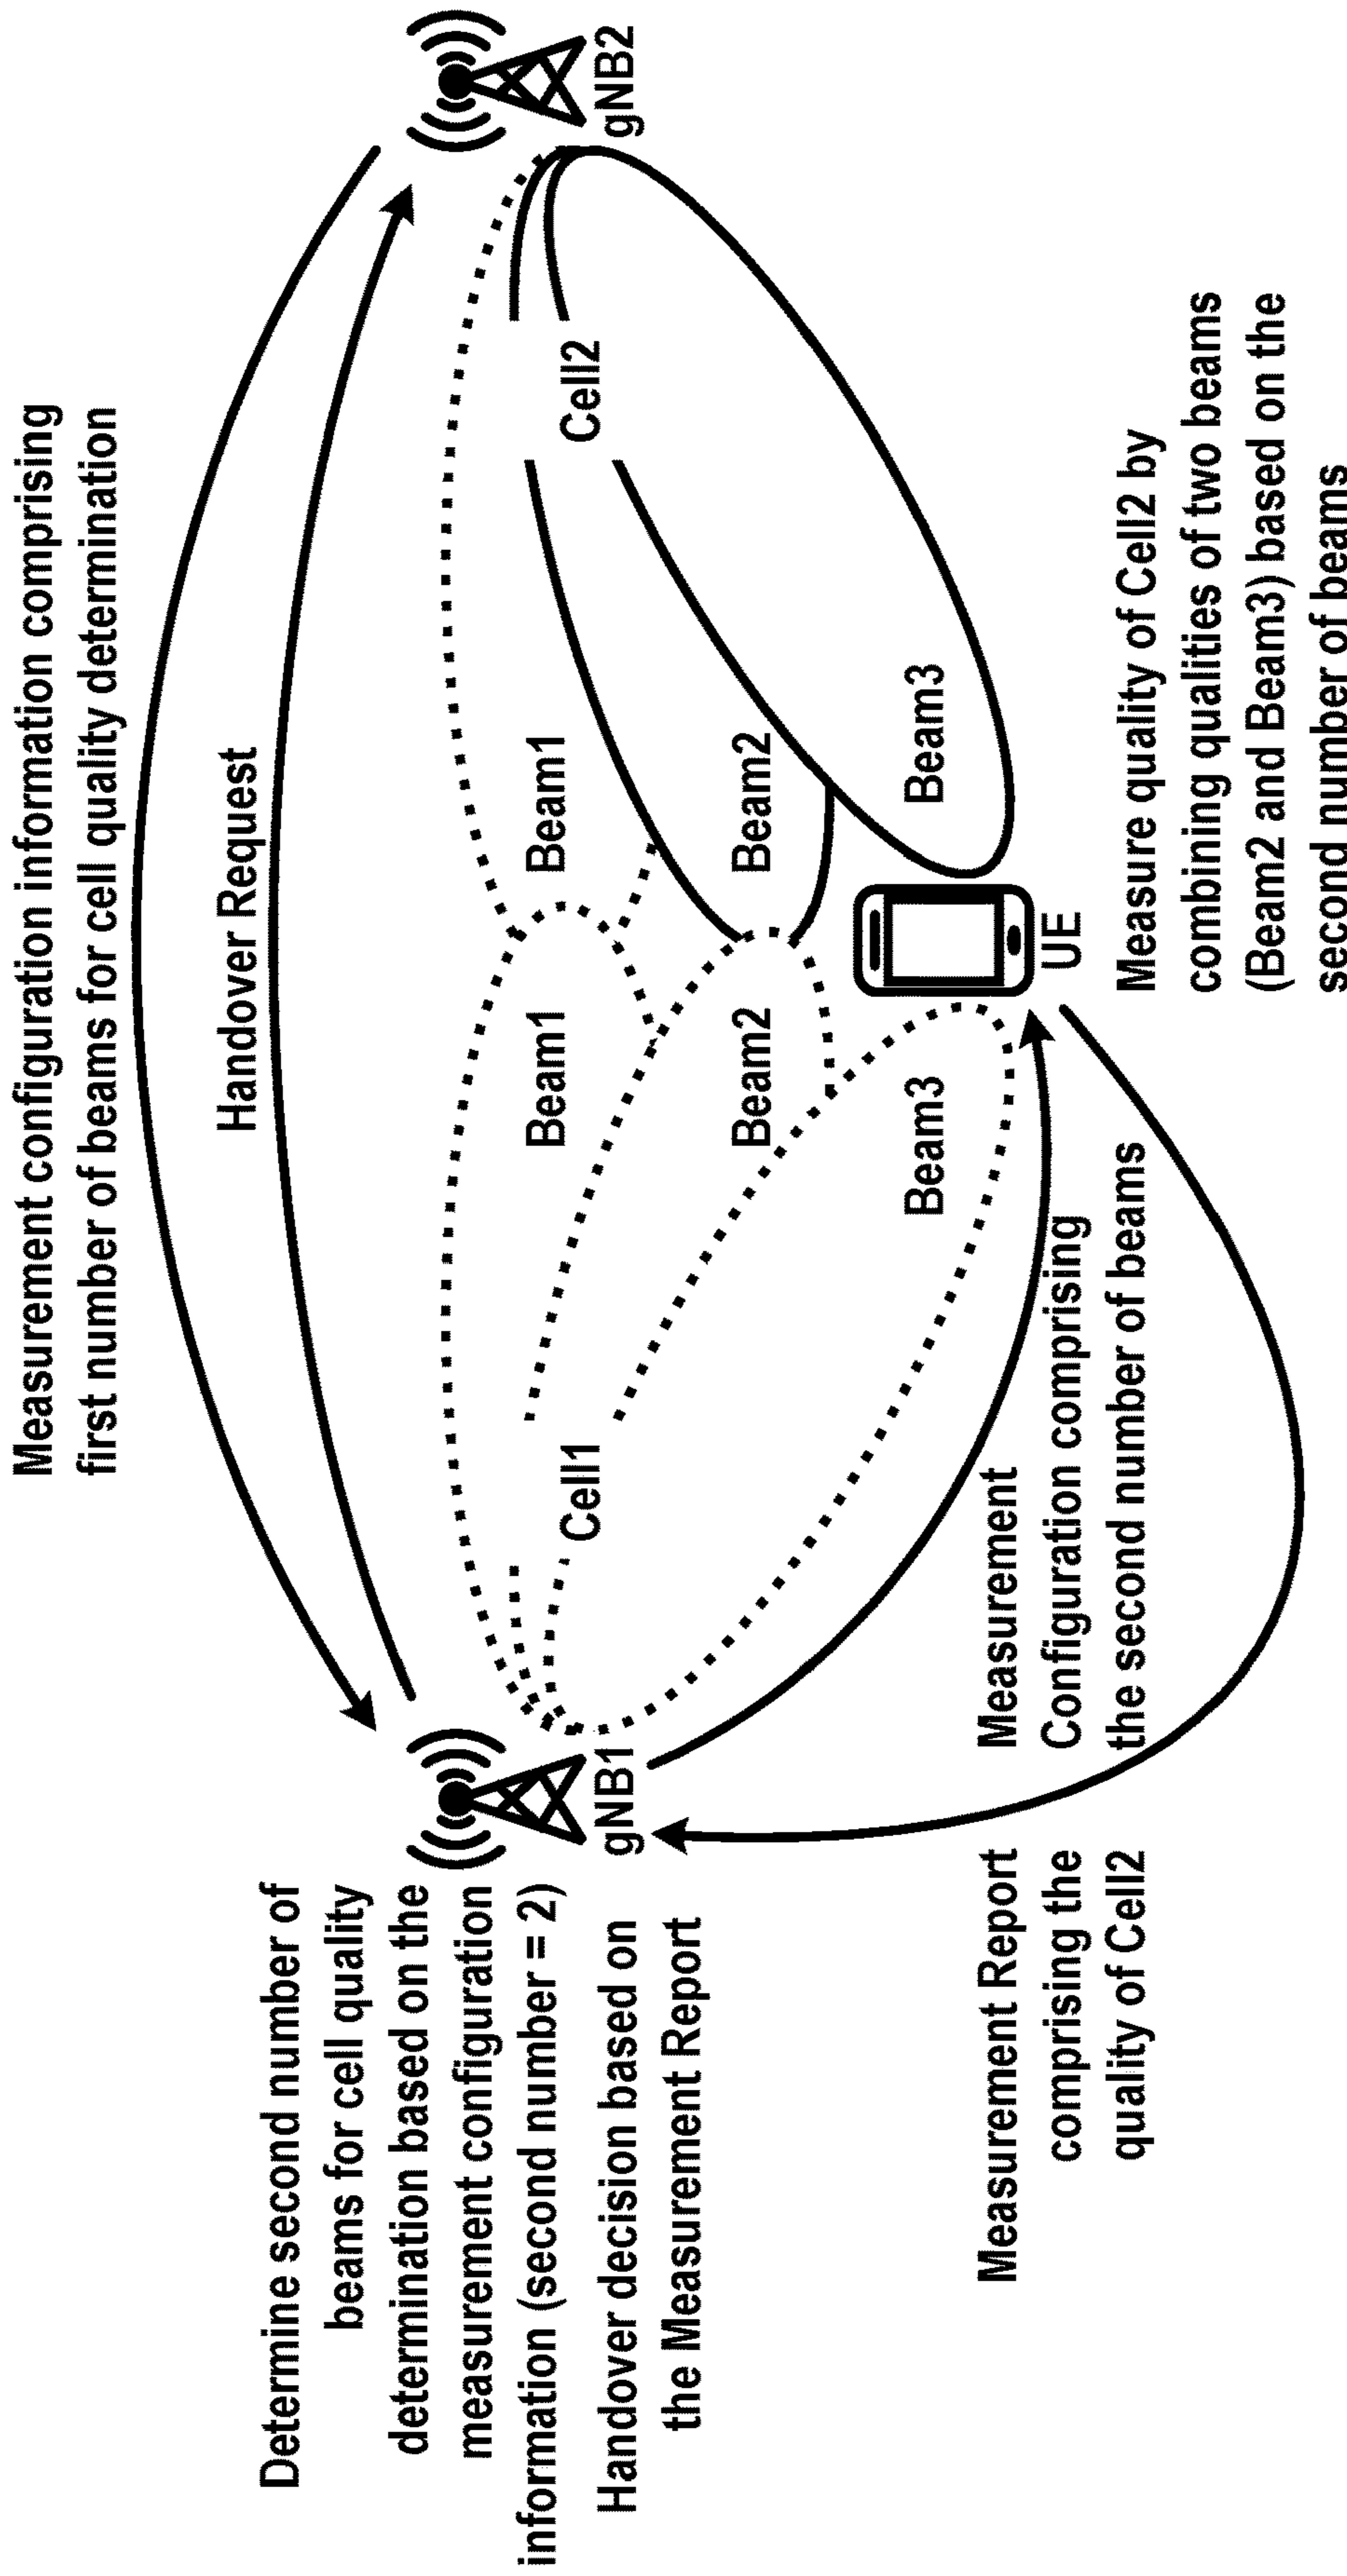 Measurement configuration information comprising
first number of beams for cell quality determination
Handover Request
Determine second number of
beams for cell quality
determination based on the
measurement configuration
information (second number = 2)
Handover decision based on
the Measurement Report
gNB1
gNB2
Cell1
Cell2
Beam1
Beam1
Beam2
Beam2
Beam3
Beam3
UE
Measurement
Configuration comprising
the second number of beams
Measurement Report
comprising the
quality of Cell2
Measure quality of Cell2 by
combining qualities of two beams
(Beam2 and Beam3) based on the
second number of beams